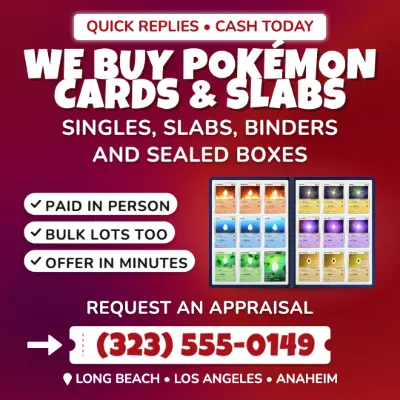 QUICK REPLIES • CASH TODAY
WE BUY POKÉMON
CARDS & SLABS
SINGLES, SLABS, BINDERS
AND SEALED BOXES
PAID IN PERSON
BULK LOTS TOO
OFFER IN MINUTES
REQUEST AN APPRAISAL
(323) 555-0149
LONG BEACH • LOS ANGELES • ANAHEIM